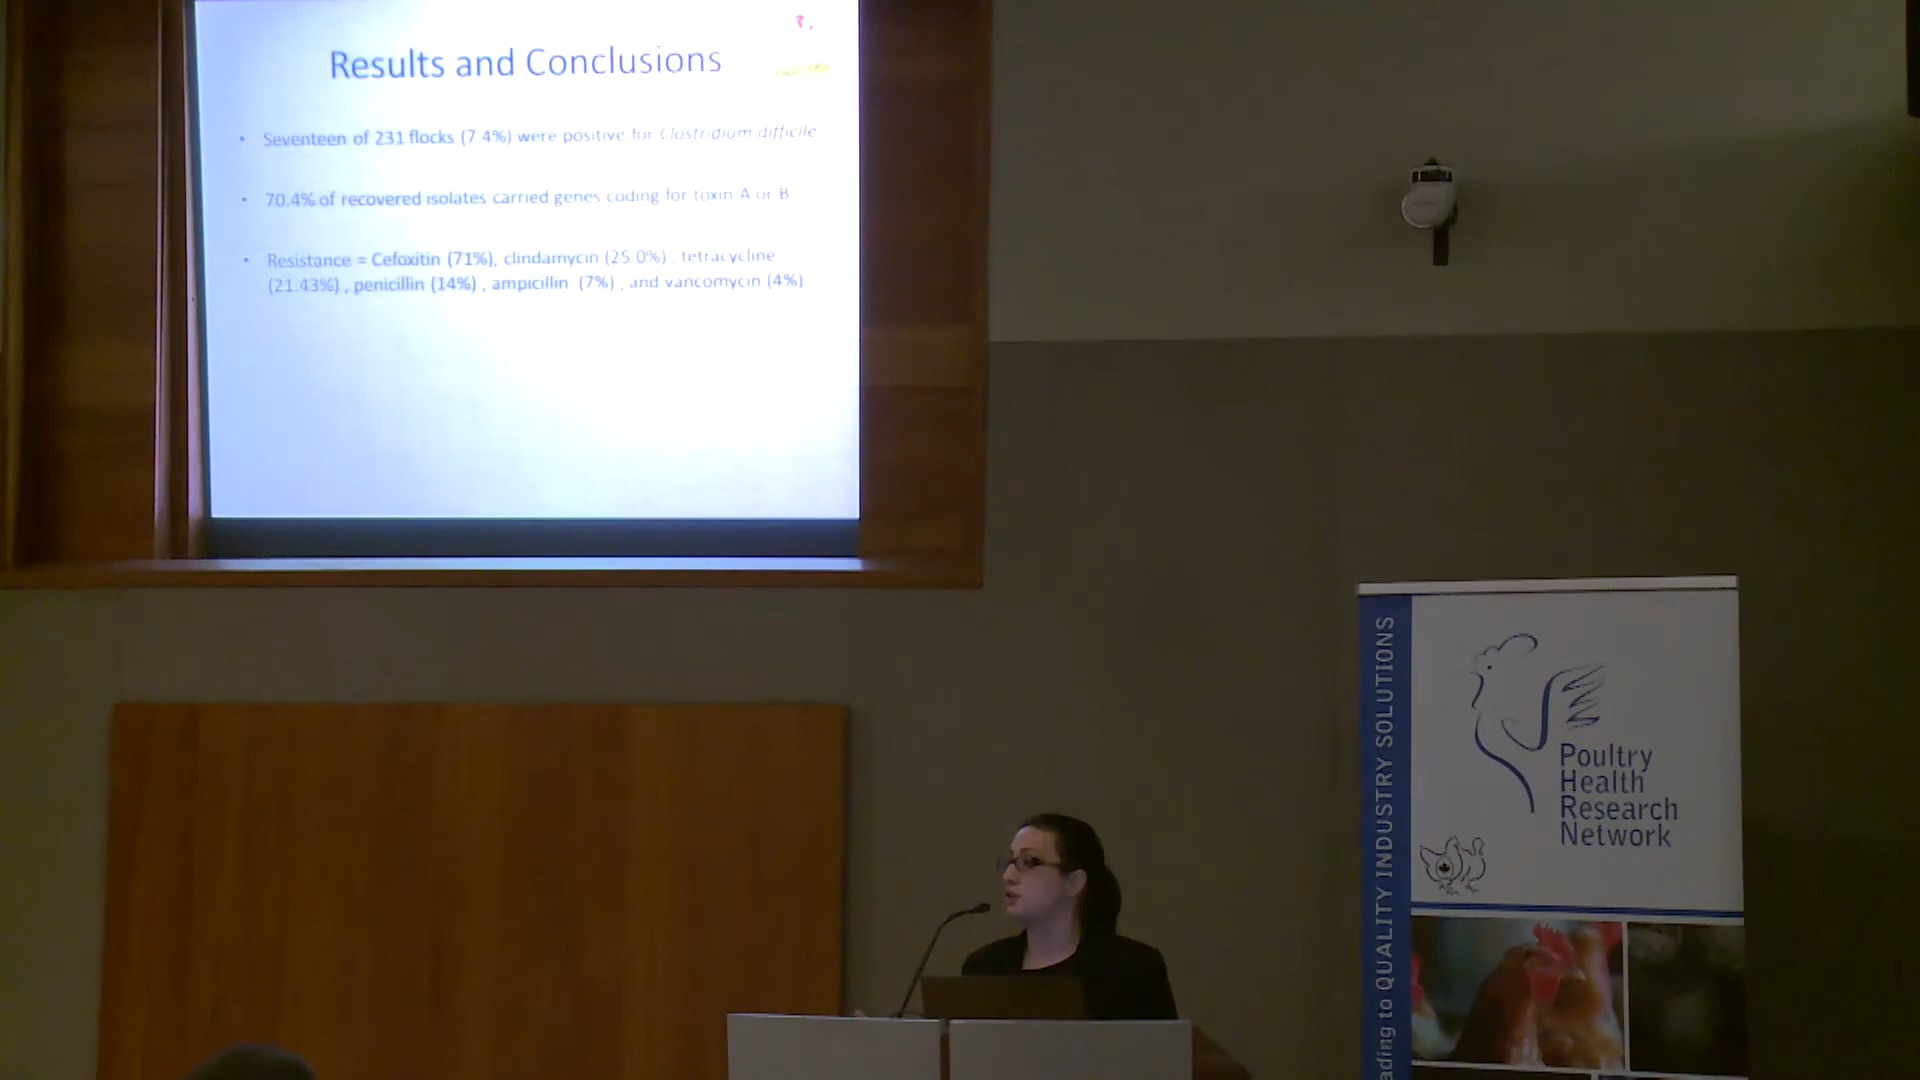 Results and Conclusions
• Seventeen of 231 flocks (7 4%) were positive for Clostridium difficile
• 70.4% of recovered isolates carried genes coding for toxin A or B
• Resistance = Cefoxitin (71%), clindamycin (25 0%) , tetracycline
(21.43%) , penicillin (14%) , ampicillin (7%) , and vancomycin (4%)
ading to QUALITY INDUSTRY SOLUTIONS
Poultry
Health
Research
Network